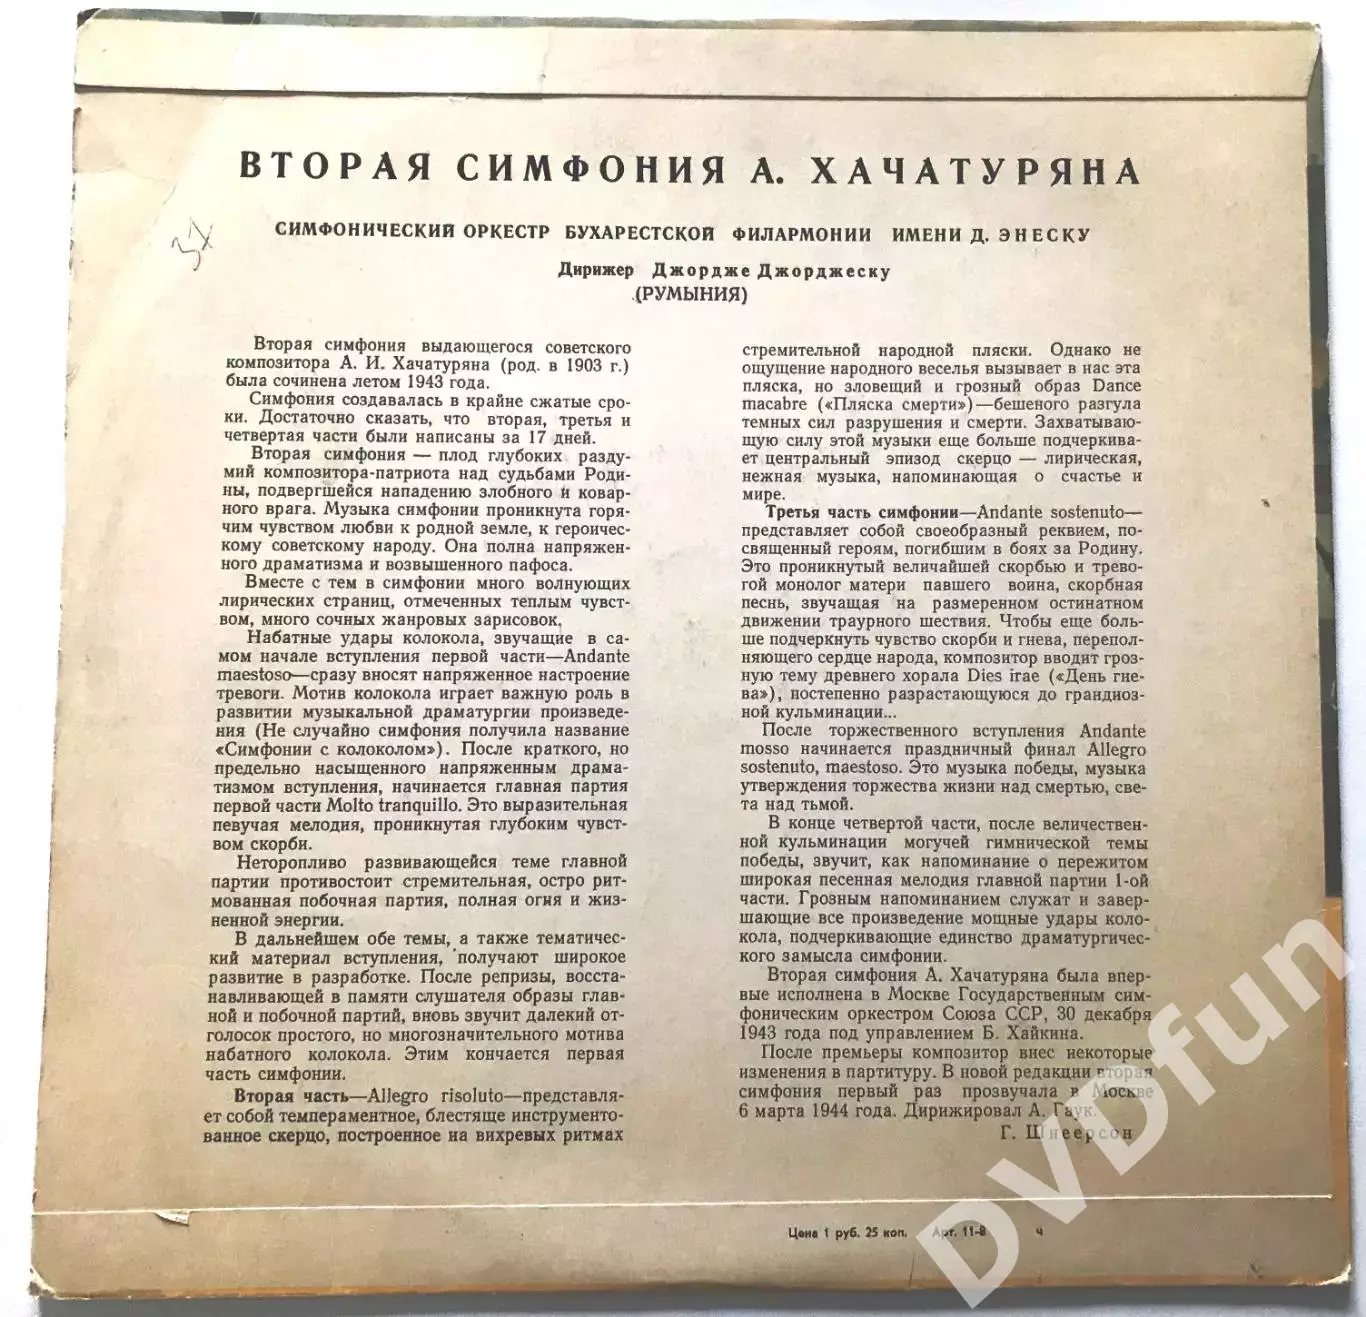 ВТОРАЯ СИМФОНИЯ А. ХАЧАТУРЯНА
СИМФОНИЧЕСКИЙ ОРКЕСТР БУХАРЕСТСКОЙ ФИЛАРМОНИИ ИМЕНИ Д. ЭНЕСКУ
Дирижер Джордже Джорджеску
(РУМЫНИЯ)
Вторая симфония выдающегося советского
композитора А. И. Хачатуряна (род. в 1903 г.)
была сочинена летом 1943 года.
Симфония создавалась в крайне сжатые сро-
ки. Достаточно сказать, что вторая, третья и
четвертая части были написаны за 17 дней.
Вторая симфония — плод глубоких разду-
мий композитора-патриота над судьбами Роди-
ны, подвергшейся нападению злобного и ковар-
ного врага. Музыка симфонии проникнута горя-
чим чувством любви к родной земле, к героичес-
кому советскому народу. Она полна напряжен-
ного драматизма и возвышенного пафоса.
Вместе с тем в симфонии много волнующих
лирических страниц, отмеченных теплым чувст-
вом, много сочных жанровых зарисовок.
Набатные удары колокола, звучащие в са-
мом начале вступления первой части—Andante
maestoso—сразу вносят напряженное настроение
тревоги. Мотив колокола играет важную роль в
развитии музыкальной драматургии произведе-
ния (Не случайно симфония получила название
«Симфонии с колоколом»). После краткого, но
предельно насыщенного напряженным драма-
тизмом вступления, начинается главная партия
первой части Molto tranquillo. Это выразительная
певучая мелодия, проникнутая глубоким чувст-
вом скорби.
Неторопливо развивающейся теме главной
партии противостоит стремительная, остро рит-
мованная побочная партия, полная огня и жиз-
ненной энергии.
В дальнейшем обе темы, а также тематичес-
кий материал вступления, получают широкое
развитие в разработке. После репризы, восста-
навливающей в памяти слушателя образы глав-
ной и побочной партий, вновь звучит далекий от-
голосок простого, но многозначительного мотива
набатного колокола. Этим кончается первая
часть симфонии.
Вторая часть—Allegro risoluto—представля-
ет собой темпераментное, блестяще инструменто-
ванное скерцо, построенное на вихревых ритмах
стремительной народной пляски. Однако не
ощущение народного веселья вызывает в нас эта
пляска, но зловещий и грозный образ Dance
macabre («Пляска смерти»)—бешеного разгула
темных сил разрушения и смерти. Захватываю-
щую силу этой музыки еще больше подчеркива-
ет центральный эпизод скерцо — лирическая,
нежная музыка, напоминающая о счастье и
мире.
Третья часть симфонии—Andante sostenuto—
представляет собой своеобразный реквием, по-
священный героям, погибшим в боях за Родину.
Это проникнутый величайшей скорбью и трево-
гой монолог матери павшего воина, скорбная
песнь, звучащая на размеренном остинатном
движении траурного шествия. Чтобы еще боль-
ше подчеркнуть чувство скорби и гнева, перепол-
няющего сердце народа, композитор вводит гроз-
ную тему древнего хорала Dies irae («День гне-
ва»), постепенно разрастающуюся до грандиоз-
ной кульминации...
После торжественного вступления Andante
mosso начинается праздничный финал Allegro
sostenuto, maestoso. Это музыка победы, музыка
утверждения торжества жизни над смертью, све-
та над тьмой.
В конце четвертой части, после величествен-
ной кульминации могучей гимнической темы
победы, звучит, как напоминание о пережитом
широкая песенная мелодия главной партии 1-ой
части. Грозным напоминанием служат и завер-
шающие все произведение мощные удары коло-
кола, подчеркивающие единство драматургичес-
кого замысла симфонии.
Вторая симфония А. Хачатуряна была впер-
вые исполнена в Москве Государственным сим-
фоническим оркестром Союза ССР, 30 декабря
1943 года под управлением Б. Хайкина.
После премьеры композитор внес некоторые
изменения в партитуру. В новой редакции вторая
симфония первый раз прозвучала в Москве
6 марта 1944 года. Дирижировал А. Гаук.
Г. Шнеерсон
Цена 1 руб. 25 коп. Арт. 11-8 ч
DVDfun